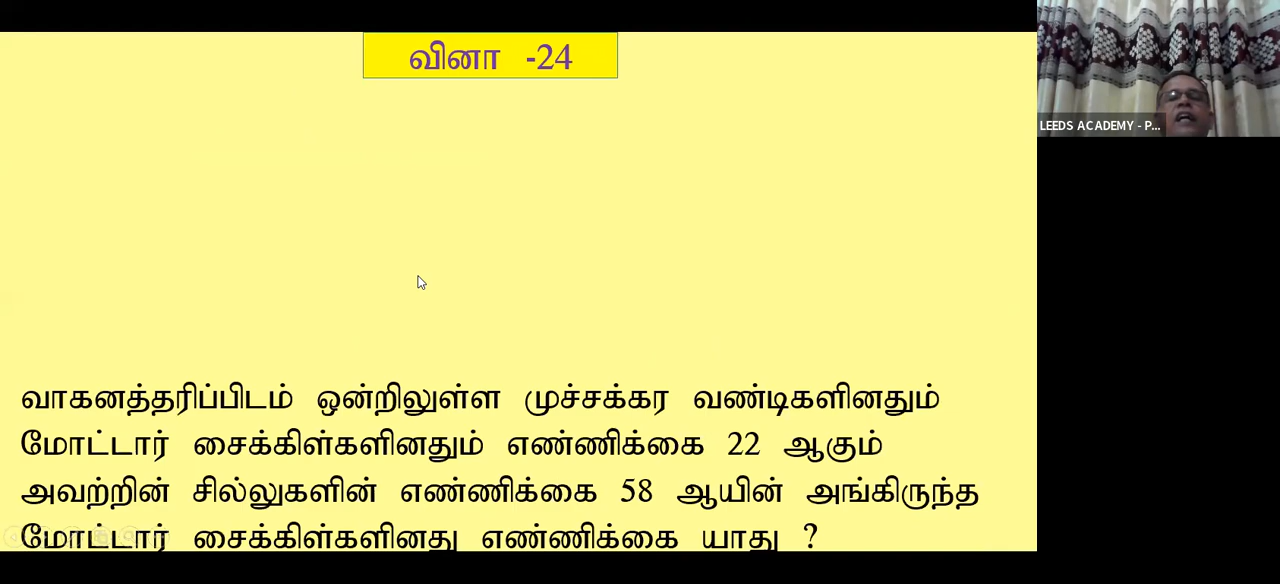 வினா -24
LEEDS ACADEMY - P...
வாகனத்தரிப்பிடம் ஒன்றிலுள்ள முச்சக்கர வண்டிகளினதும்
மோட்டார் சைக்கிள்களினதும் எண்ணிக்கை 22 ஆகும்
அவற்றின் சில்லுகளின் எண்ணிக்கை 58 ஆயின் அங்கிருந்த
மோட்டார் சைக்கிள்களினது எண்ணிக்கை யாது ?